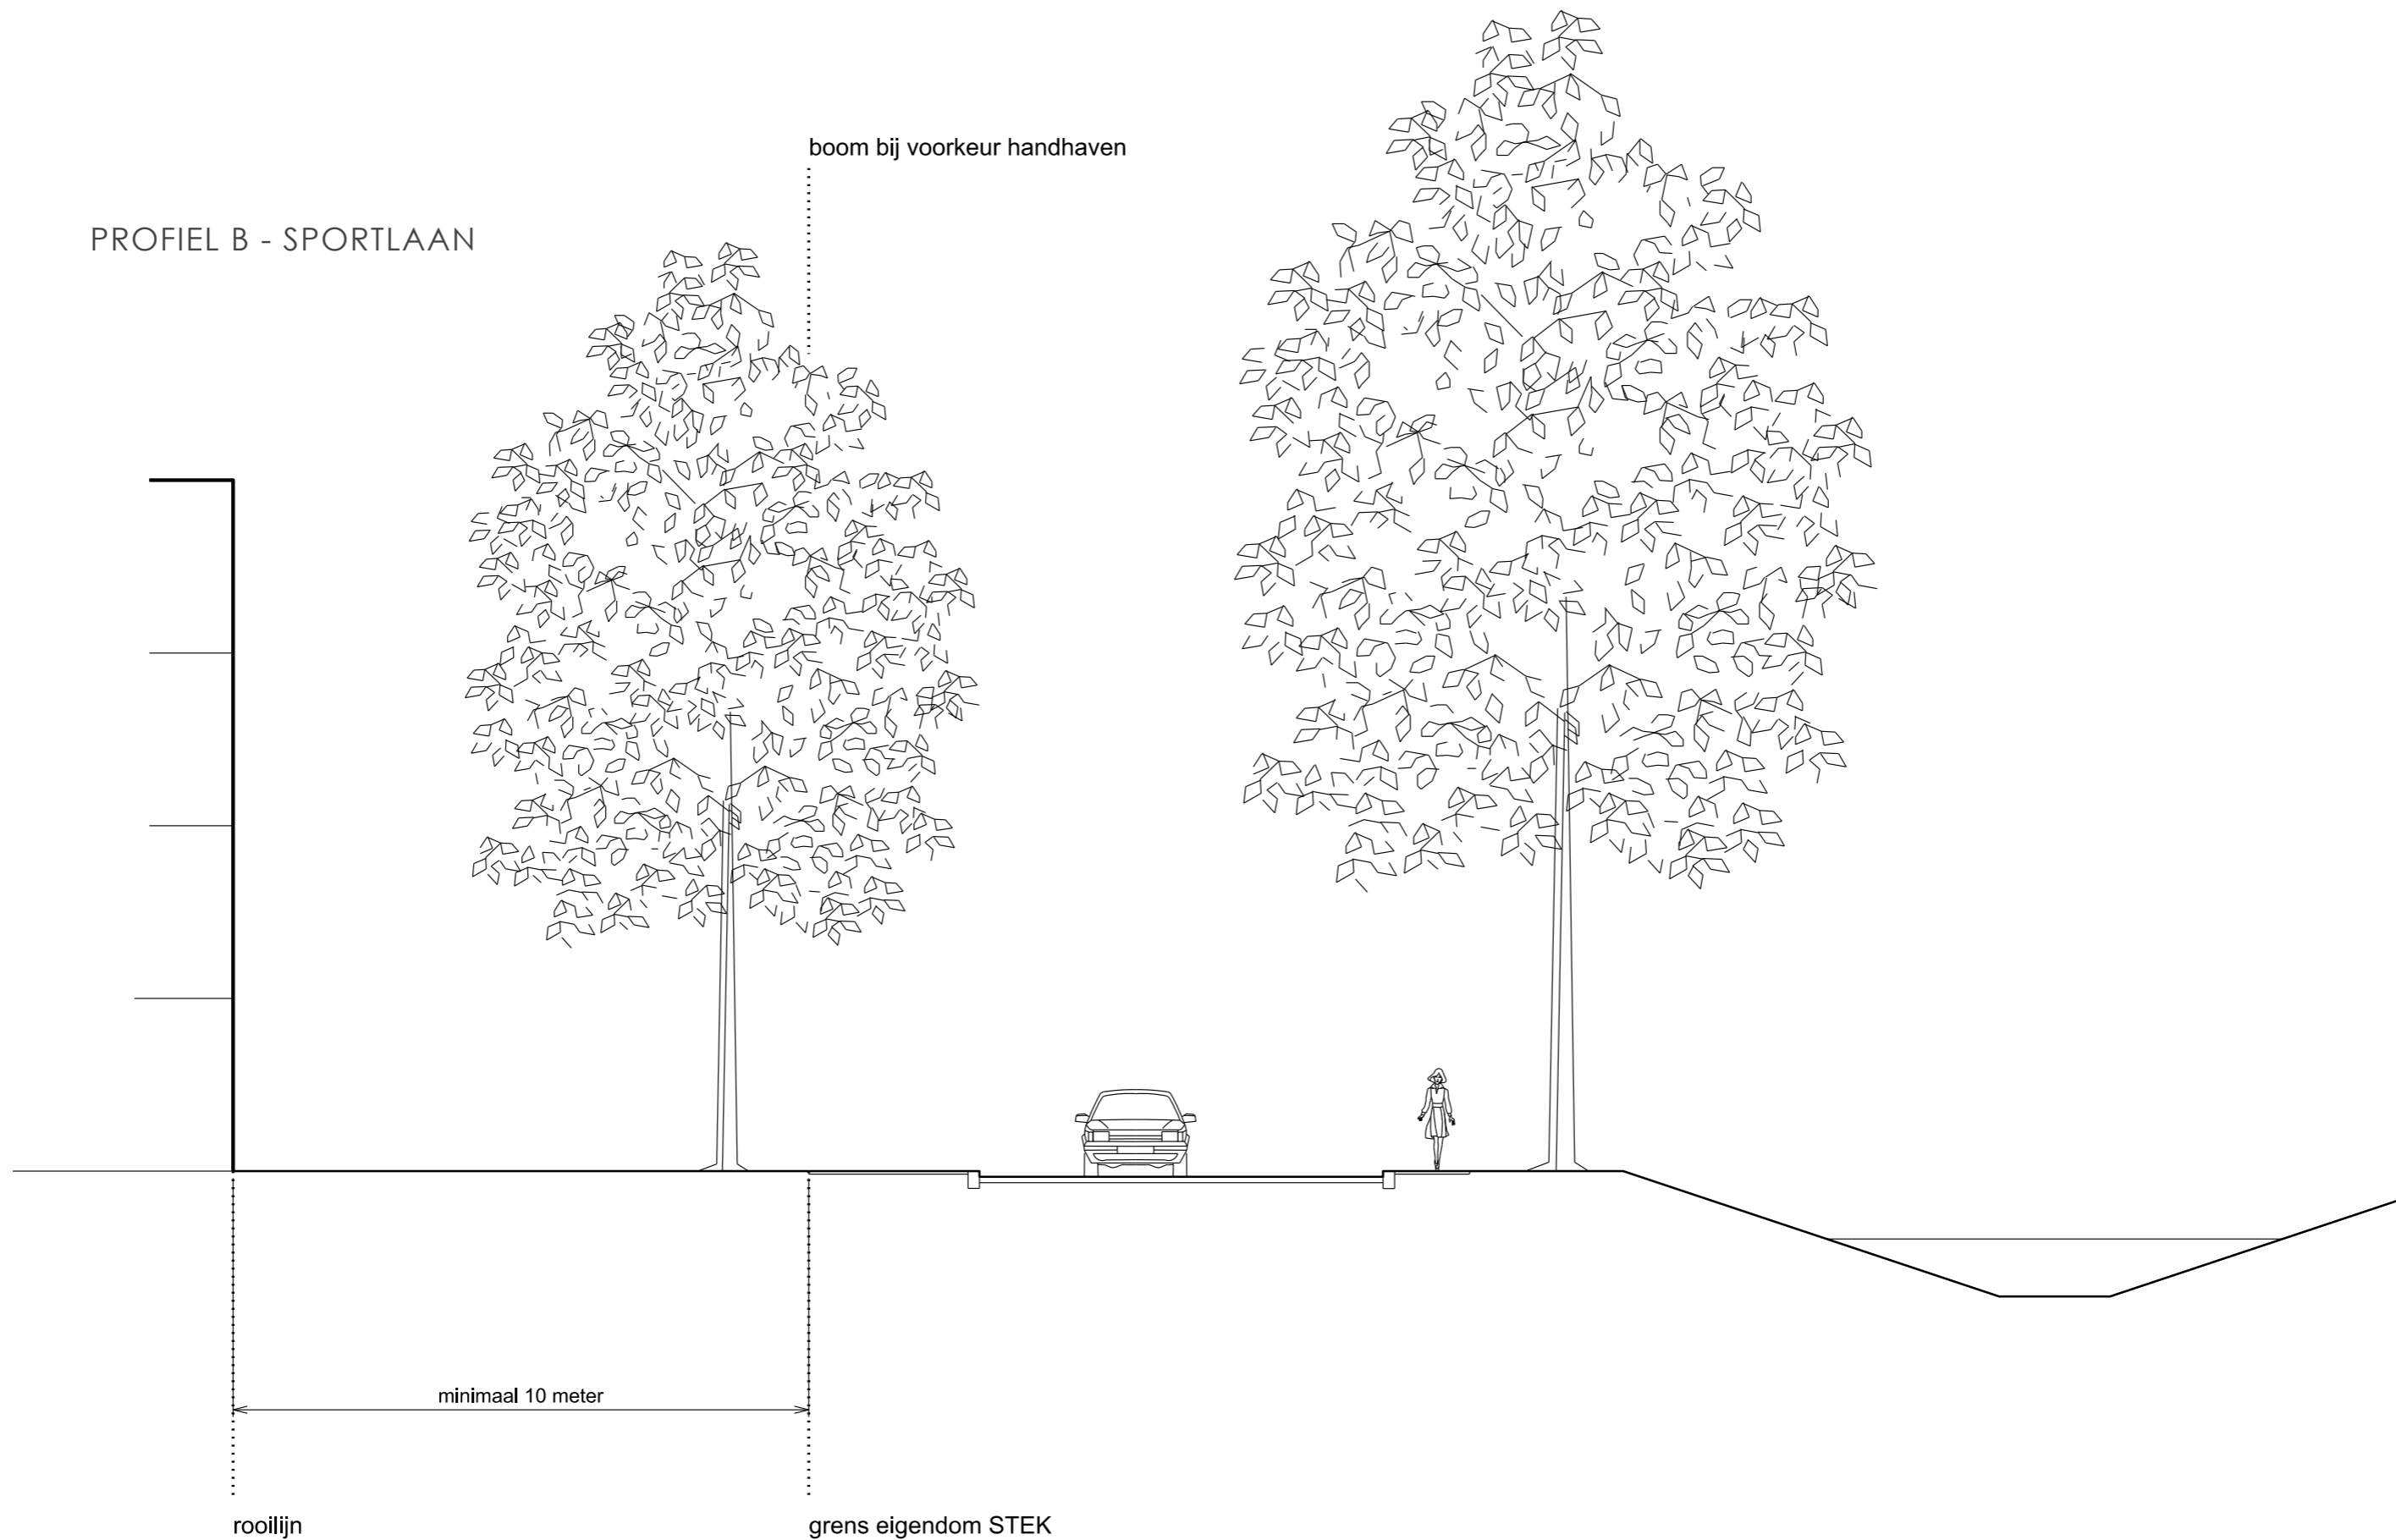 boom bij voorkeur handhaven
PROFIEL B - SPORTLAAN
minimaal 10 meter
rooilijn
grens eigendom STEK